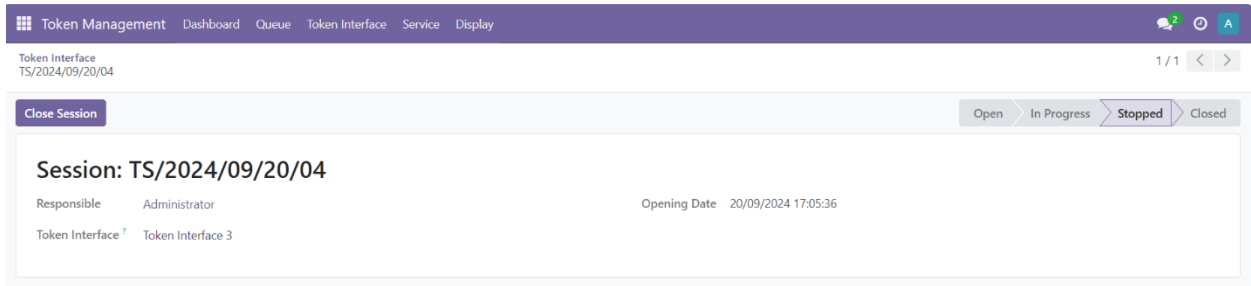 Token Management Dashboard Queue Token Interface Service Display 2 A
Token Interface
TS/2024/09/20/04
1 / 1
Close Session
Open In Progress Stopped Closed
Session: TS/2024/09/20/04
Responsible Administrator
Opening Date 20/09/2024 17:05:36
Token Interface ? Token Interface 3